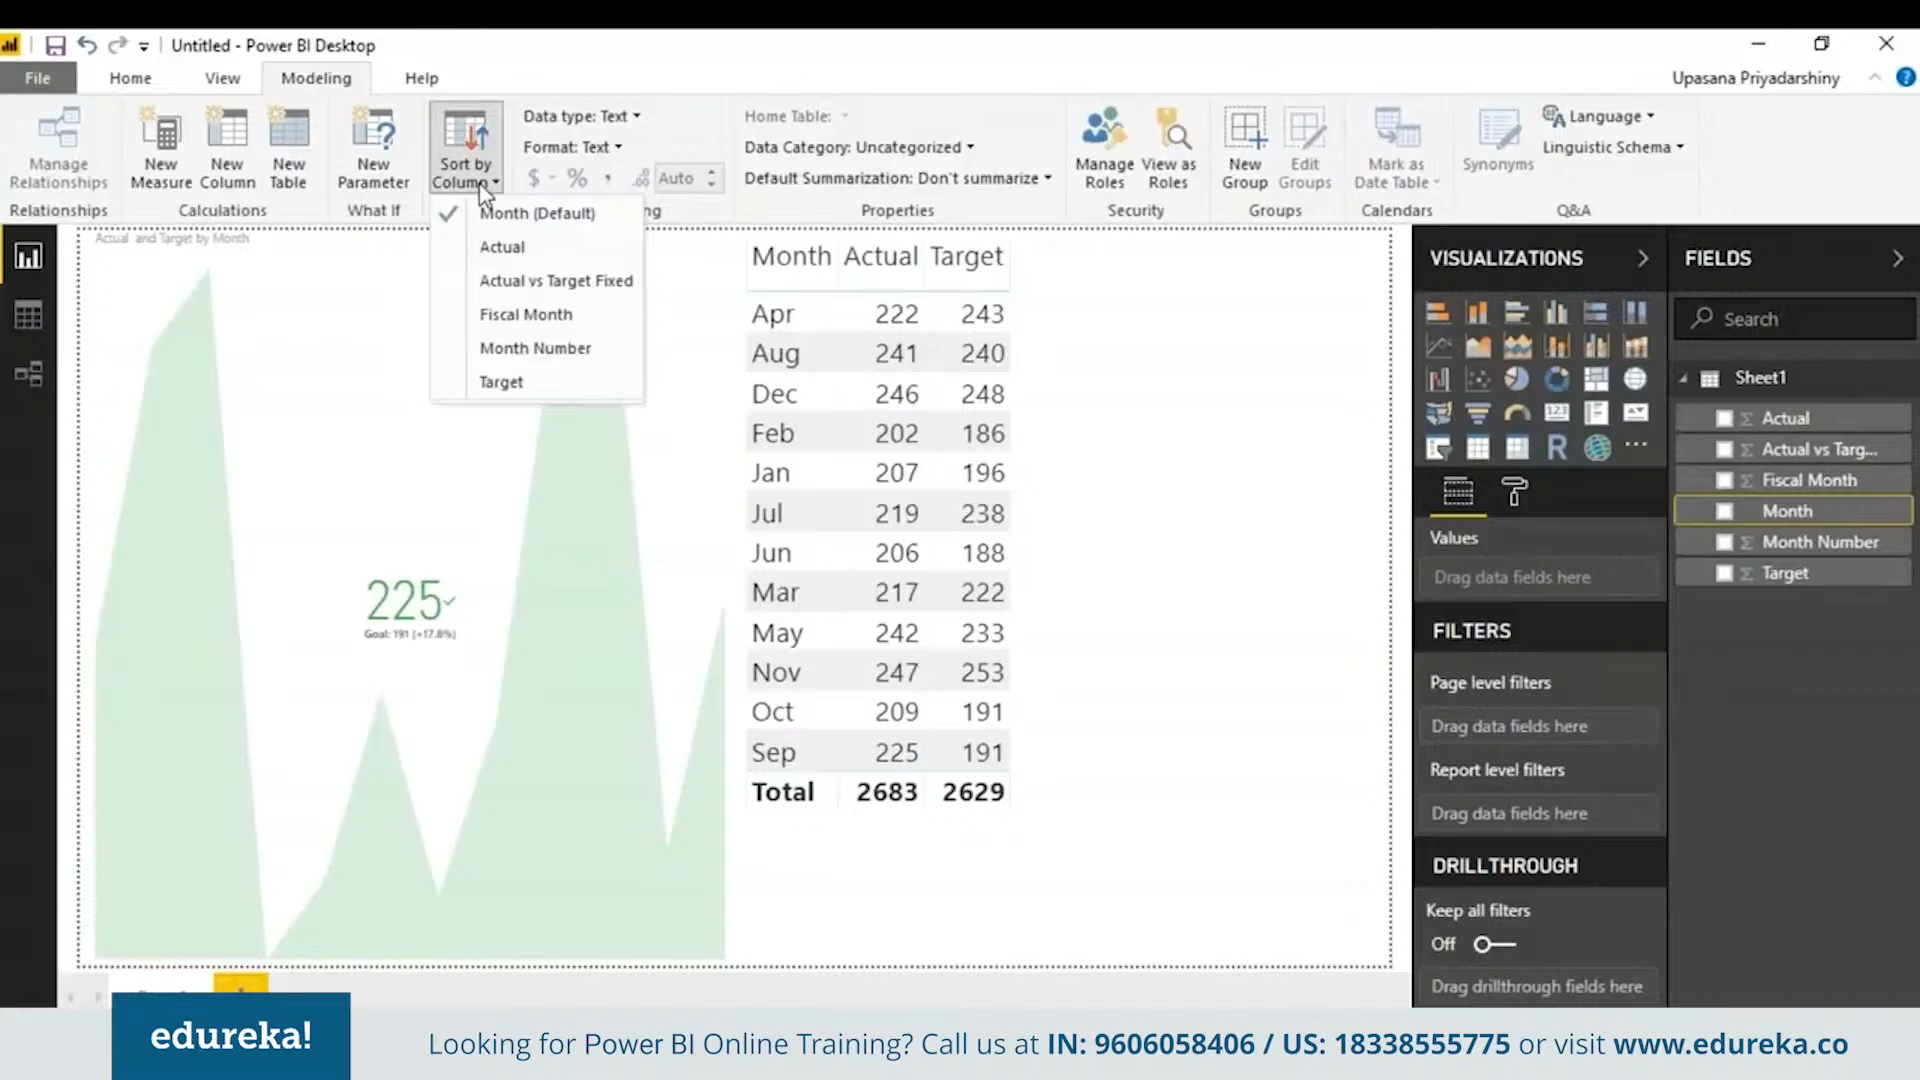 Untitled - Power BI Desktop
File Home View Modeling Help Upasana Priyadarshiny
Manage Relationships
New Measure
New Column
New Table
New Parameter
Sort by Column
Data type: Text
Format: Text
$ % , .00 Auto
Home Table:
Data Category: Uncategorized
Default Summarization: Don't summarize
Manage Roles
View as Roles
New Group
Edit Groups
Mark as Date Table
Synonyms
Language
Linguistic Schema
Relationships Calculations What If ng Properties Security Groups Calendars Q&A
Month (Default)
Actual
Actual vs Target Fixed
Fiscal Month
Month Number
Target
Actual and Target by Month
225
Goal: 191 (+17.8%)
Month Actual Target
Apr 222 243
Aug 241 240
Dec 246 248
Feb 202 186
Jan 207 196
Jul 219 238
Jun 206 188
Mar 217 222
May 242 233
Nov 247 253
Oct 209 191
Sep 225 191
Total 2683 2629
VISUALIZATIONS
123
R
Values
Drag data fields here
FILTERS
Page level filters
Drag data fields here
Report level filters
Drag data fields here
DRILLTHROUGH
Keep all filters
Off
Drag drillthrough fields here
FIELDS
Search
Sheet1
Actual
Actual vs Targ...
Fiscal Month
Month
Month Number
Target
edureka!
Looking for Power BI Online Training? Call us at IN: 9606058406 / US: 18338555775 or visit www.edureka.co